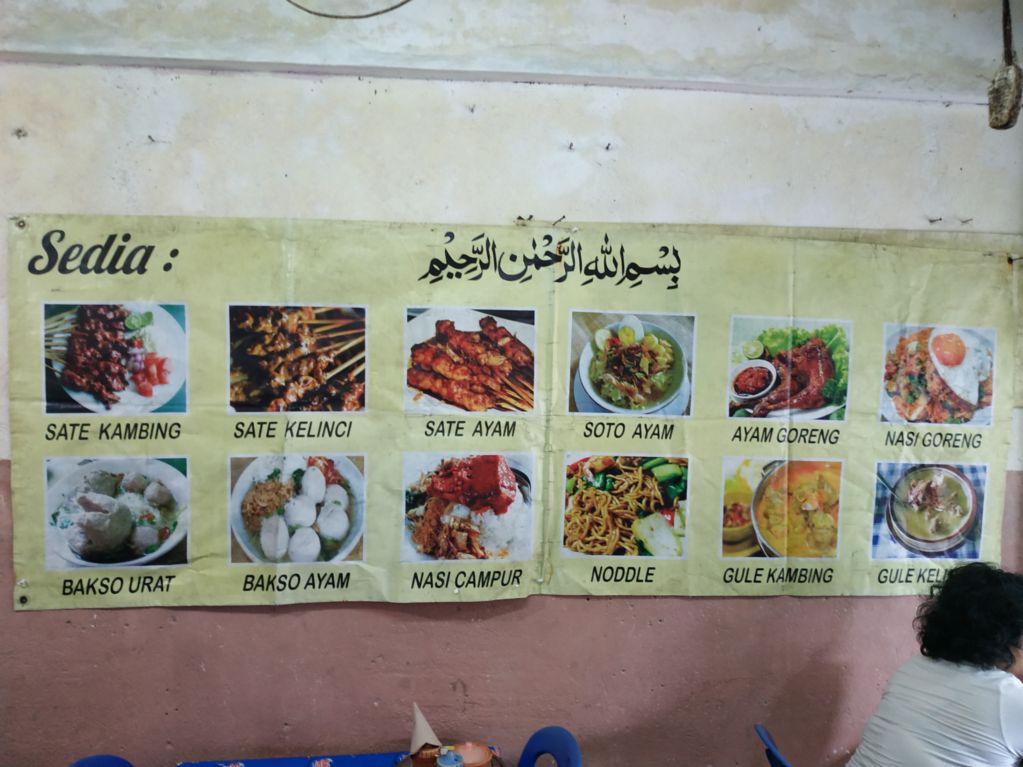 Sedia :
بِسْمِ اللهِ الرَّحْمٰنِ الرَّحِيْمِ
SATE KAMBING
SATE KELINCI
SATE AYAM
SOTO AYAM
AYAM GORENG
NASI GORENG
BAKSO URAT
BAKSO AYAM
NASI CAMPUR
NODDLE
GULE KAMBING
GULE